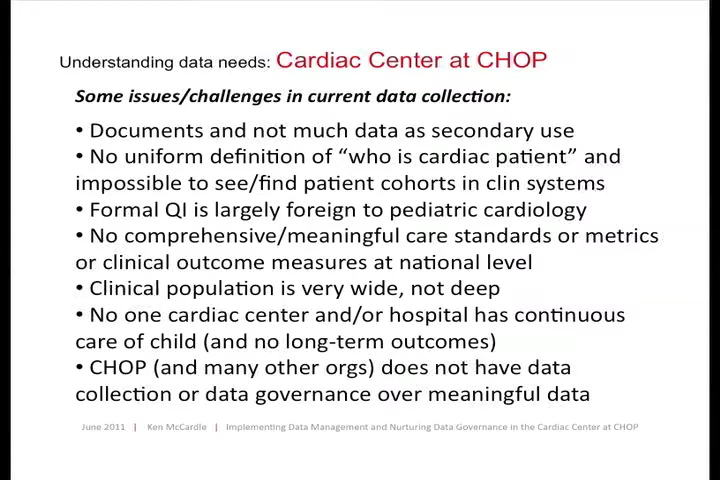 Understanding data needs: Cardiac Center at CHOP
Some issues/challenges in current data collection:
• Documents and not much data as secondary use
• No uniform definition of “who is cardiac patient” and
impossible to see/find patient cohorts in clin systems
• Formal QI is largely foreign to pediatric cardiology
• No comprehensive/meaningful care standards or metrics
or clinical outcome measures at national level
• Clinical population is very wide, not deep
• No one cardiac center and/or hospital has continuous
care of child (and no long-term outcomes)
• CHOP (and many other orgs) does not have data
collection or data governance over meaningful data
June 2011 | Ken McCardle | Implementing Data Management and Nurturing Data Governance in the Cardiac Center at CHOP